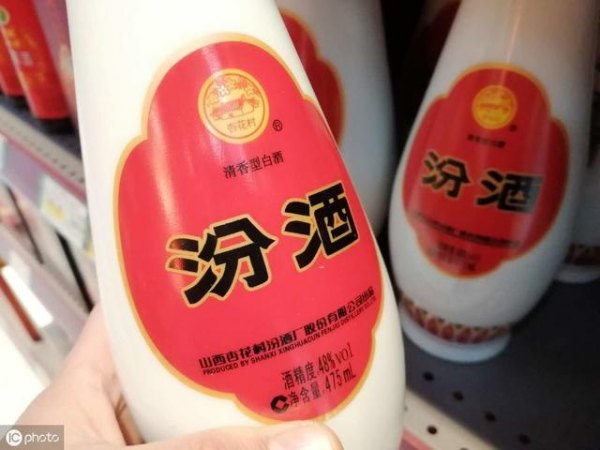 杏花村
®
清香型白酒
汾酒
山西杏花村汾酒厂股份有限公司出品
PRODUCED BY SHANXI XINGHUACUN FENJIU DISTILLERY CO.,LTD.
酒精度 48%vol
净含量:475mL
汾酒
IC photo